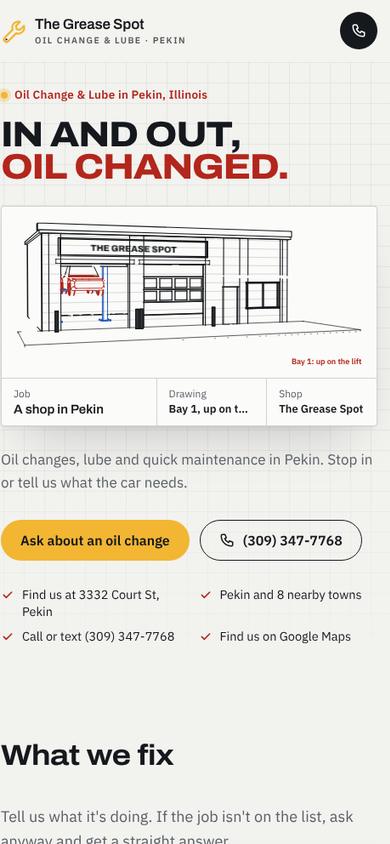 The Grease Spot
OIL CHANGE & LUBE · PEKIN
Oil Change & Lube in Pekin, Illinois
IN AND OUT,
OIL CHANGED.
THE GREASE SPOT
Bay 1: up on the lift
Job
A shop in Pekin
Drawing
Bay 1, up on t...
Shop
The Grease Spot
Oil changes, lube and quick maintenance in Pekin. Stop in
or tell us what the car needs.
Ask about an oil change
(309) 347-7768
Find us at 3332 Court St,
Pekin
Pekin and 8 nearby towns
Call or text (309) 347-7768
Find us on Google Maps
What we fix
Tell us what it's doing. If the job isn't on the list, ask
anyway and get a straight answer.